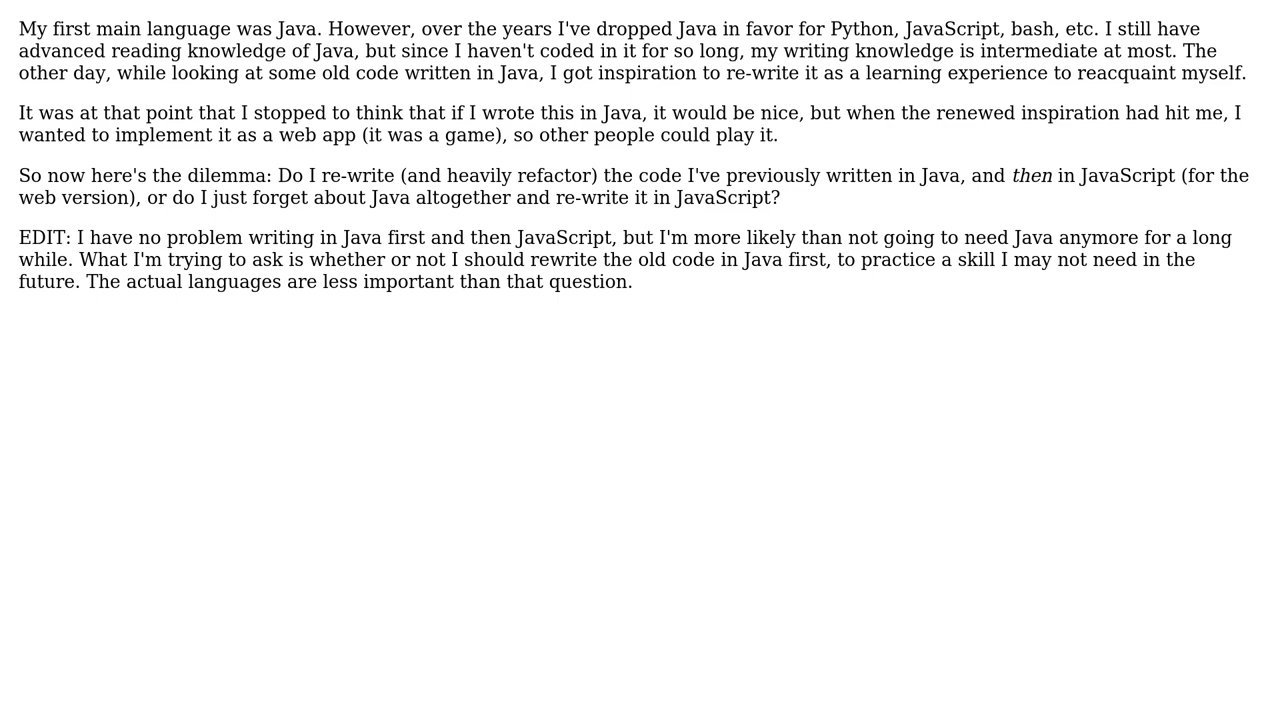 My first main language was Java. However, over the years I've dropped Java in favor for Python, JavaScript, bash, etc. I still have
advanced reading knowledge of Java, but since I haven't coded in it for so long, my writing knowledge is intermediate at most. The
other day, while looking at some old code written in Java, I got inspiration to re-write it as a learning experience to reacquaint myself.
It was at that point that I stopped to think that if I wrote this in Java, it would be nice, but when the renewed inspiration had hit me, I
wanted to implement it as a web app (it was a game), so other people could play it.
So now here's the dilemma: Do I re-write (and heavily refactor) the code I've previously written in Java, and then in JavaScript (for the
web version), or do I just forget about Java altogether and re-write it in JavaScript?
EDIT: I have no problem writing in Java first and then JavaScript, but I'm more likely than not going to need Java anymore for a long
while. What I'm trying to ask is whether or not I should rewrite the old code in Java first, to practice a skill I may not need in the
future. The actual languages are less important than that question.